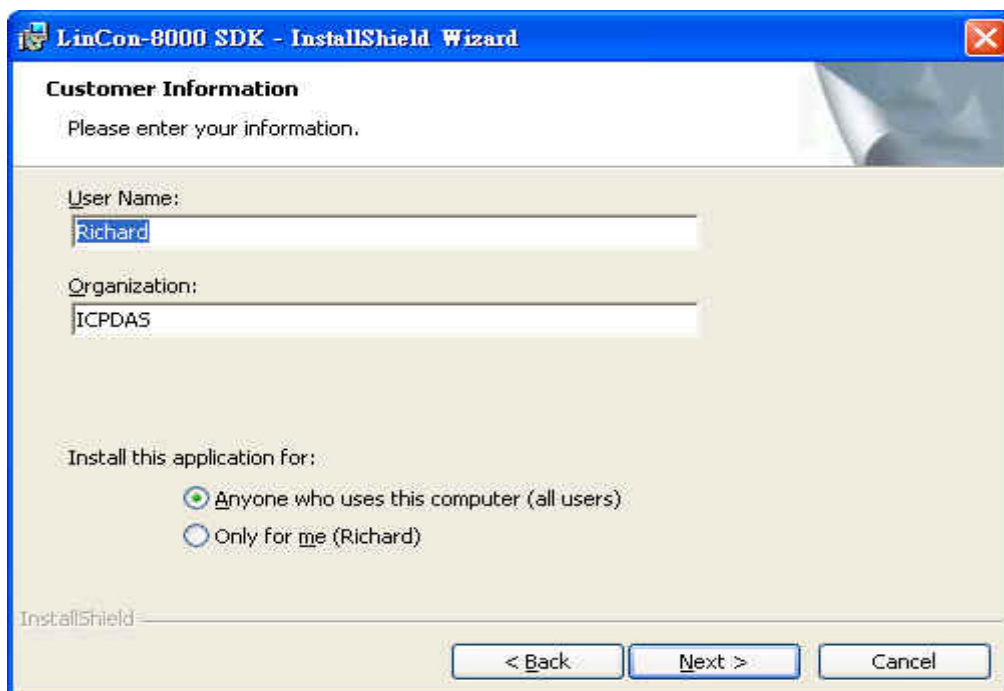 LinCon-8000 SDK - InstallShield Wizard
Customer Information
Please enter your information.
User Name:
Richard
Organization:
ICPDAS
Install this application for:
Anyone who uses this computer (all users)
Only for me (Richard)
InstallShield
< Back Next > Cancel